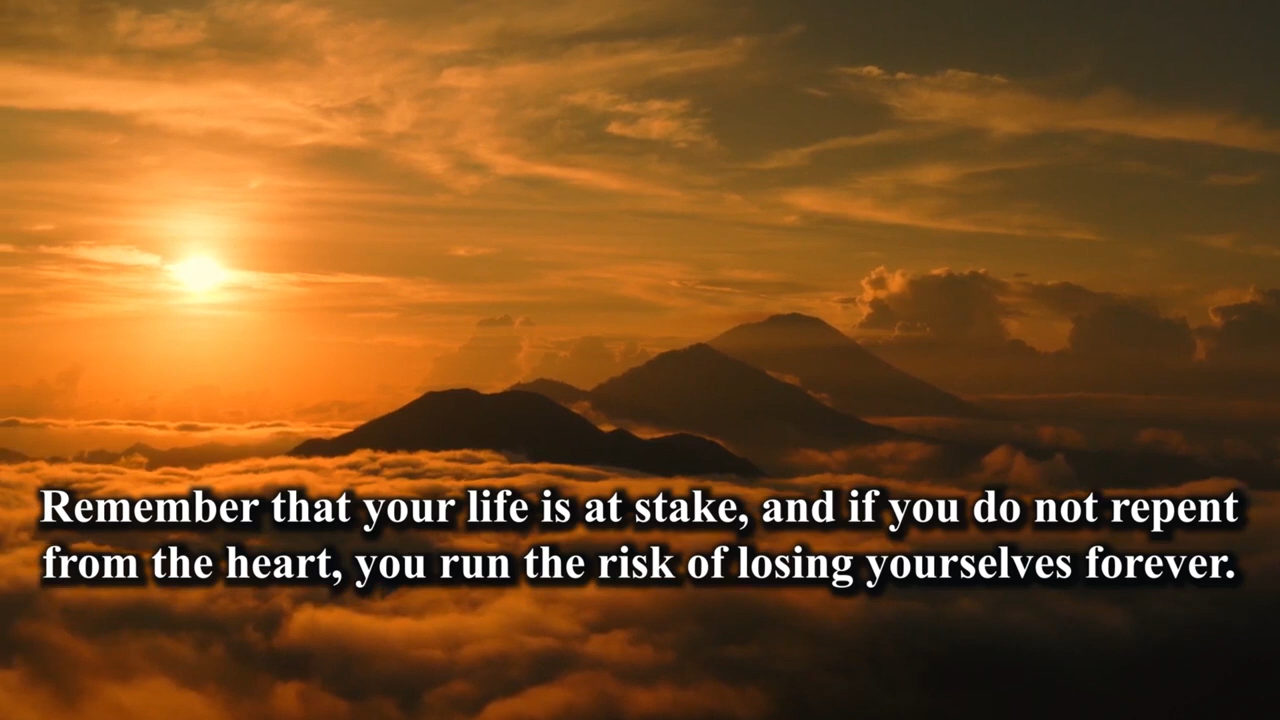 Remember that your life is at stake, and if you do not repent
from the heart, you run the risk of losing yourselves forever.